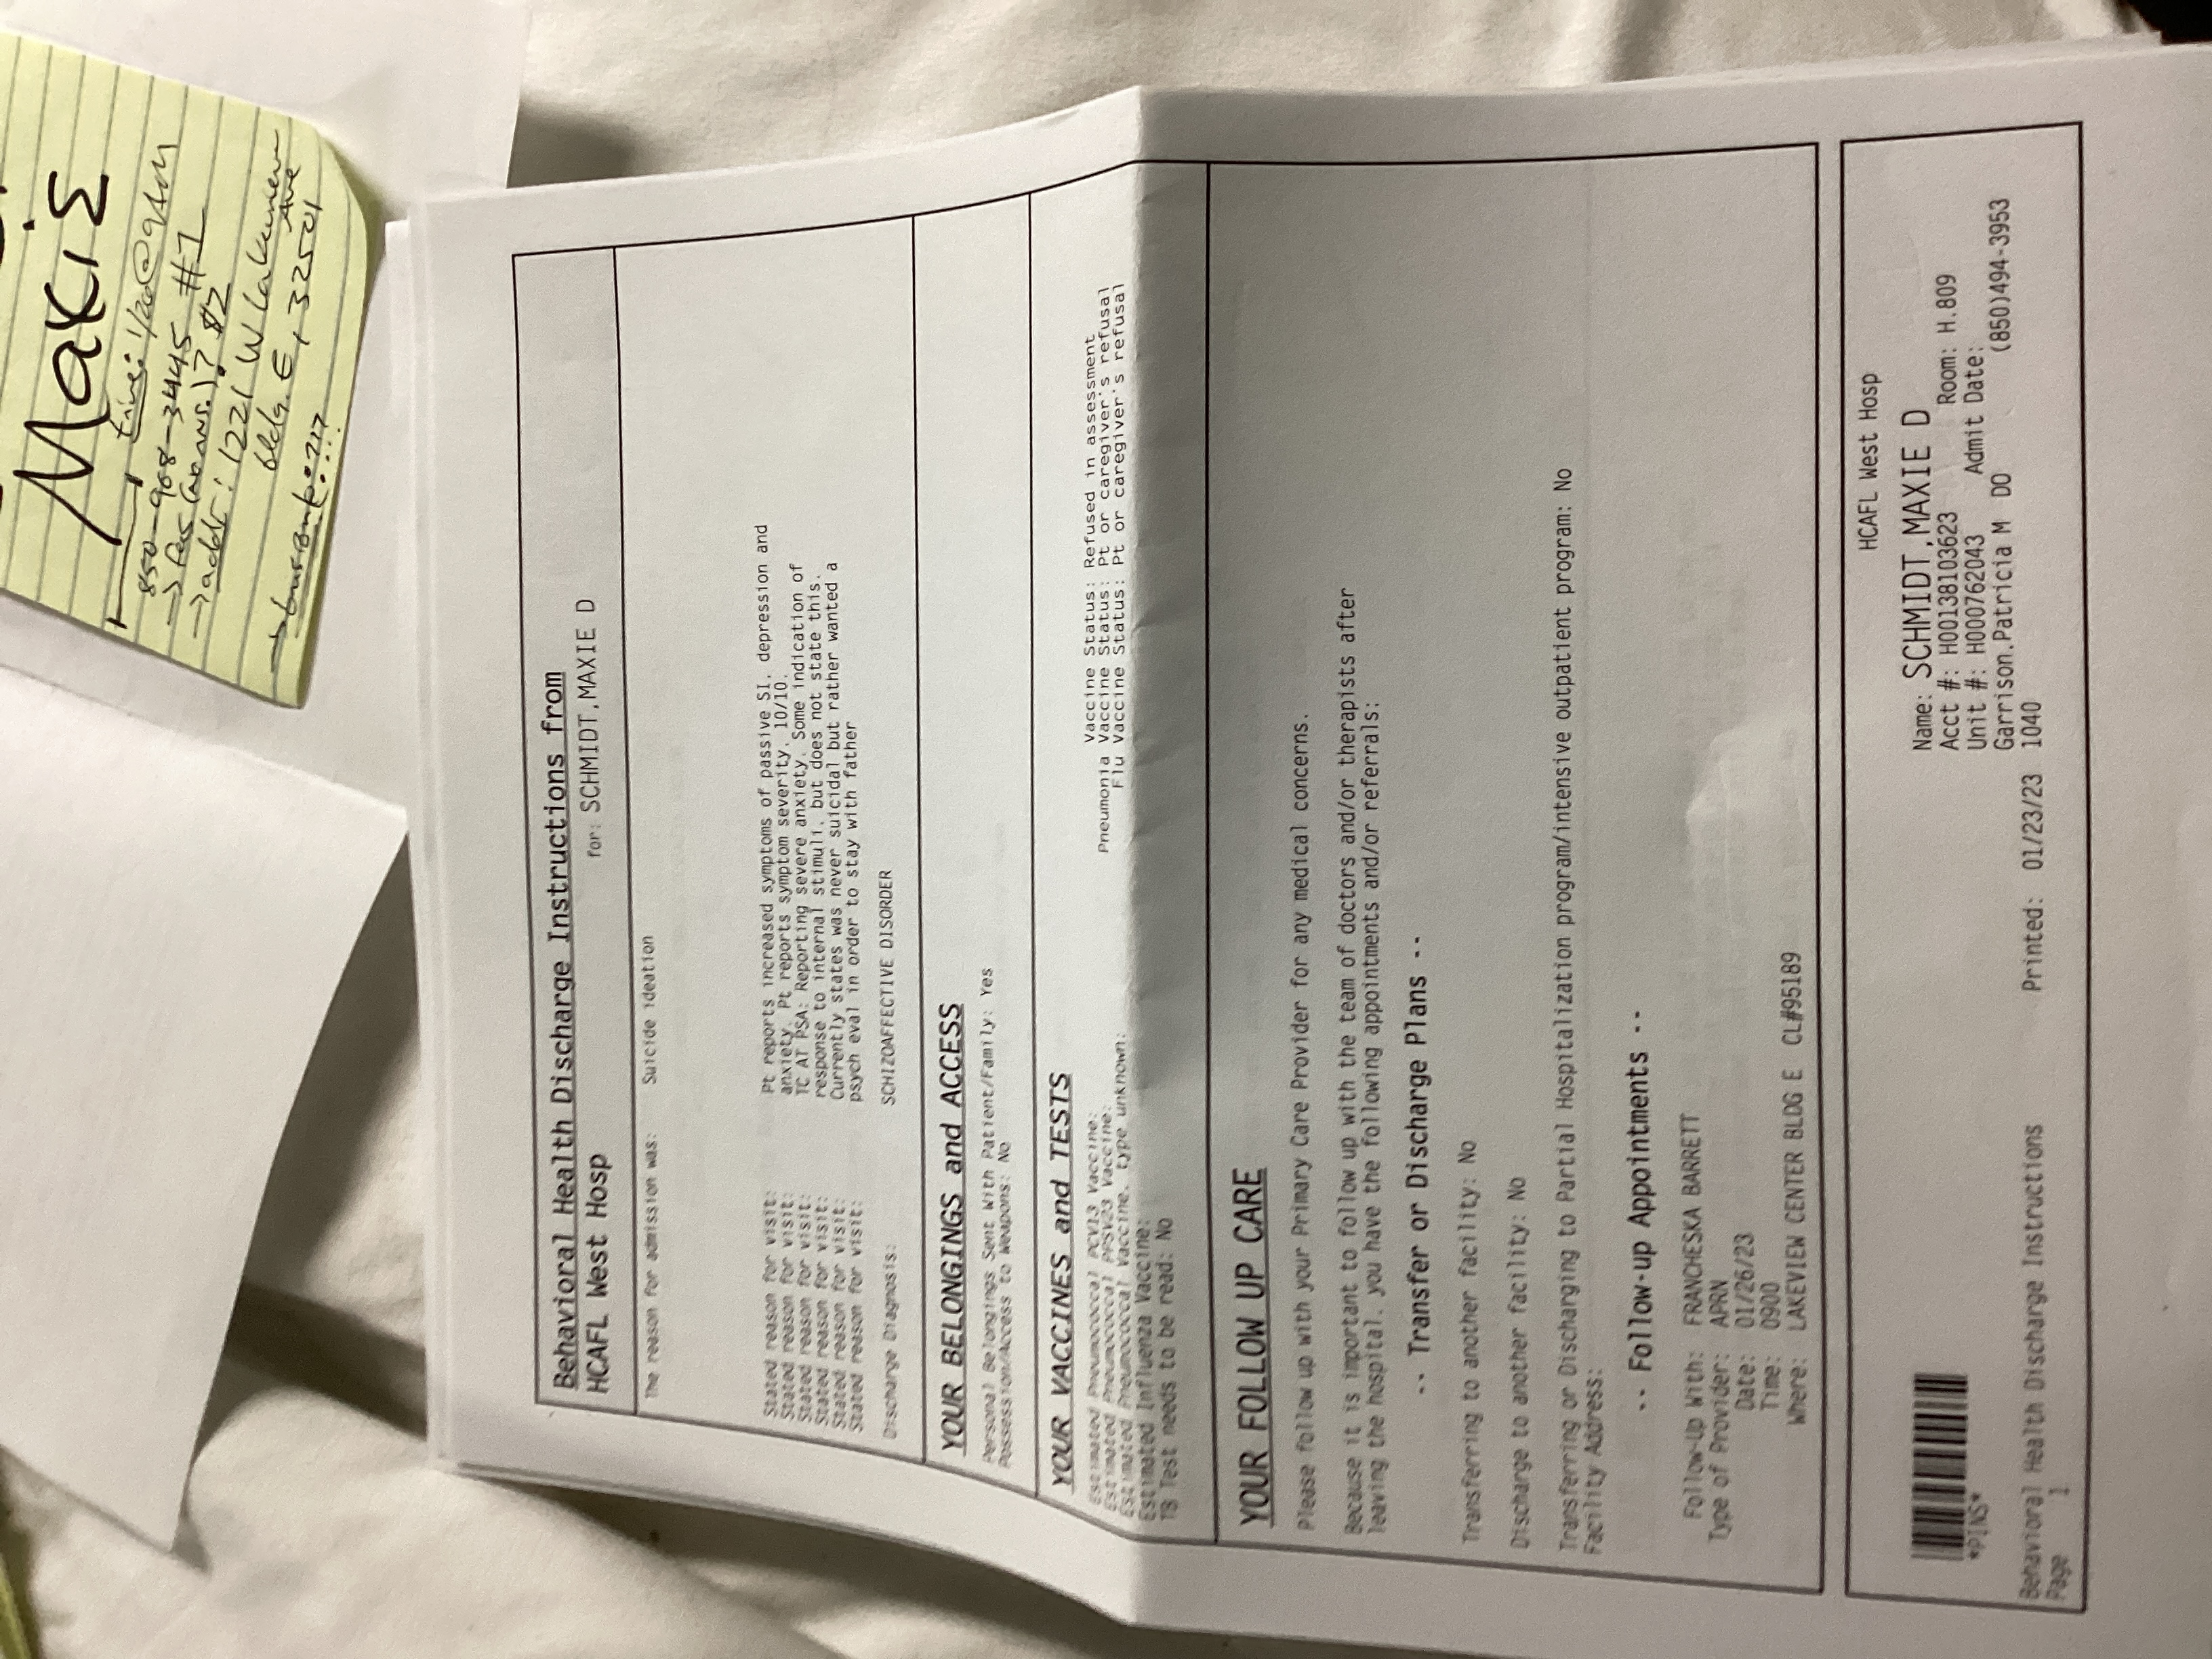 Maxie
time: 1/26@9AM
850-968-3445 #1
→ fees (no ins.)? $2
→ addr: 1221 W Lakeview
Ave
bldg. E, 32501
Behavioral Health Discharge Instructions from
HCAFL West Hosp for: SCHMIDT,MAXIE D
The reason for admission was: Suicide ideation
Stated reason for visit: Pt reports increased symptoms of passive SI, depression and
Stated reason for visit: anxiety. Pt reports symptom severity, 10/10.
Stated reason for visit: TC AT PSA: Reporting severe anxiety. Some indication of
Stated reason for visit: response to internal stimuli, but does not state this.
Stated reason for visit: Currently states was never suicidal but rather wanted a
Stated reason for visit: psych eval in order to stay with father
Discharge Diagnosis: SCHIZOAFFECTIVE DISORDER
YOUR BELONGINGS and ACCESS
Personal Belongings Sent With Patient/Family: Yes
Possession/Access to Weapons: No
YOUR VACCINES and TESTS
Estimated Pneumococcal PCV13 Vaccine: Vaccine Status: Refused in assessment
Estimated Pneumococcal PPSV23 Vaccine: Pneumonia Vaccine Status: Pt or caregiver's refusal
Estimated Pneumococcal Vaccine, type unknown: Flu Vaccine Status: Pt or caregiver's refusal
Estimated Influenza Vaccine:
TB Test needs to be read: No
YOUR FOLLOW UP CARE
Please follow up with your Primary Care Provider for any medical concerns.
Because it is important to follow up with the team of doctors and/or therapists after
leaving the hospital, you have the following appointments and/or referrals:
-- Transfer or Discharge Plans --
Transferring to another facility: No
Discharge to another facility: No
Transferring or Discharging to Partial Hospitalization program/intensive outpatient program: No
Facility Address:
-- Follow-up Appointments --
Follow-Up With: FRANCHESKA BARRETT
Type of Provider: APRN
Date: 01/26/23
Time: 0900
Where: LAKEVIEW CENTER BLDG E CL#95189
HCAFL West Hosp
Name: SCHMIDT,MAXIE D
Acct #: H00138103623 Room: H.809
Unit #: H000762043 Admit Date:
Garrison,Patricia M DO (850)494-3953
*PINS*
Behavioral Health Discharge Instructions Printed: 01/23/23 1040
Page 1